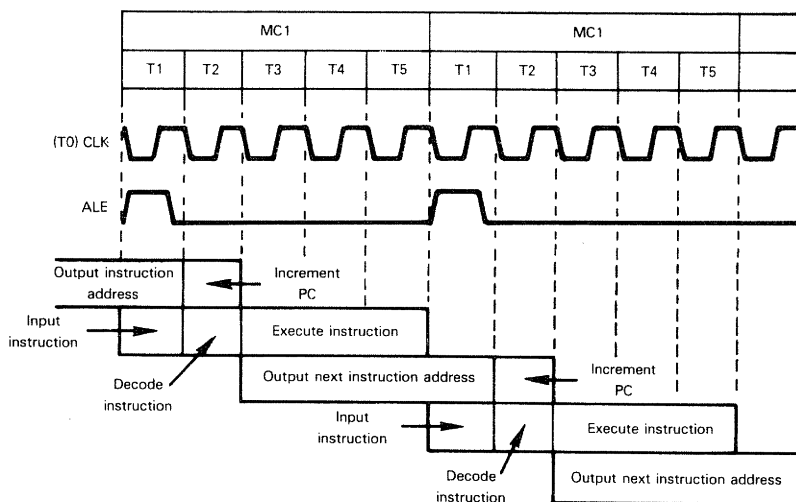 MC1 MC1
T1 T2 T3 T4 T5 T1 T2 T3 T4 T5
(T0) CLK
ALE
Output instruction
address
Increment
PC
Input
instruction
Execute instruction
Decode
instruction
Output next instruction address
Increment
PC
Input
instruction
Execute instruction
Decode
instruction
Output next instruction address